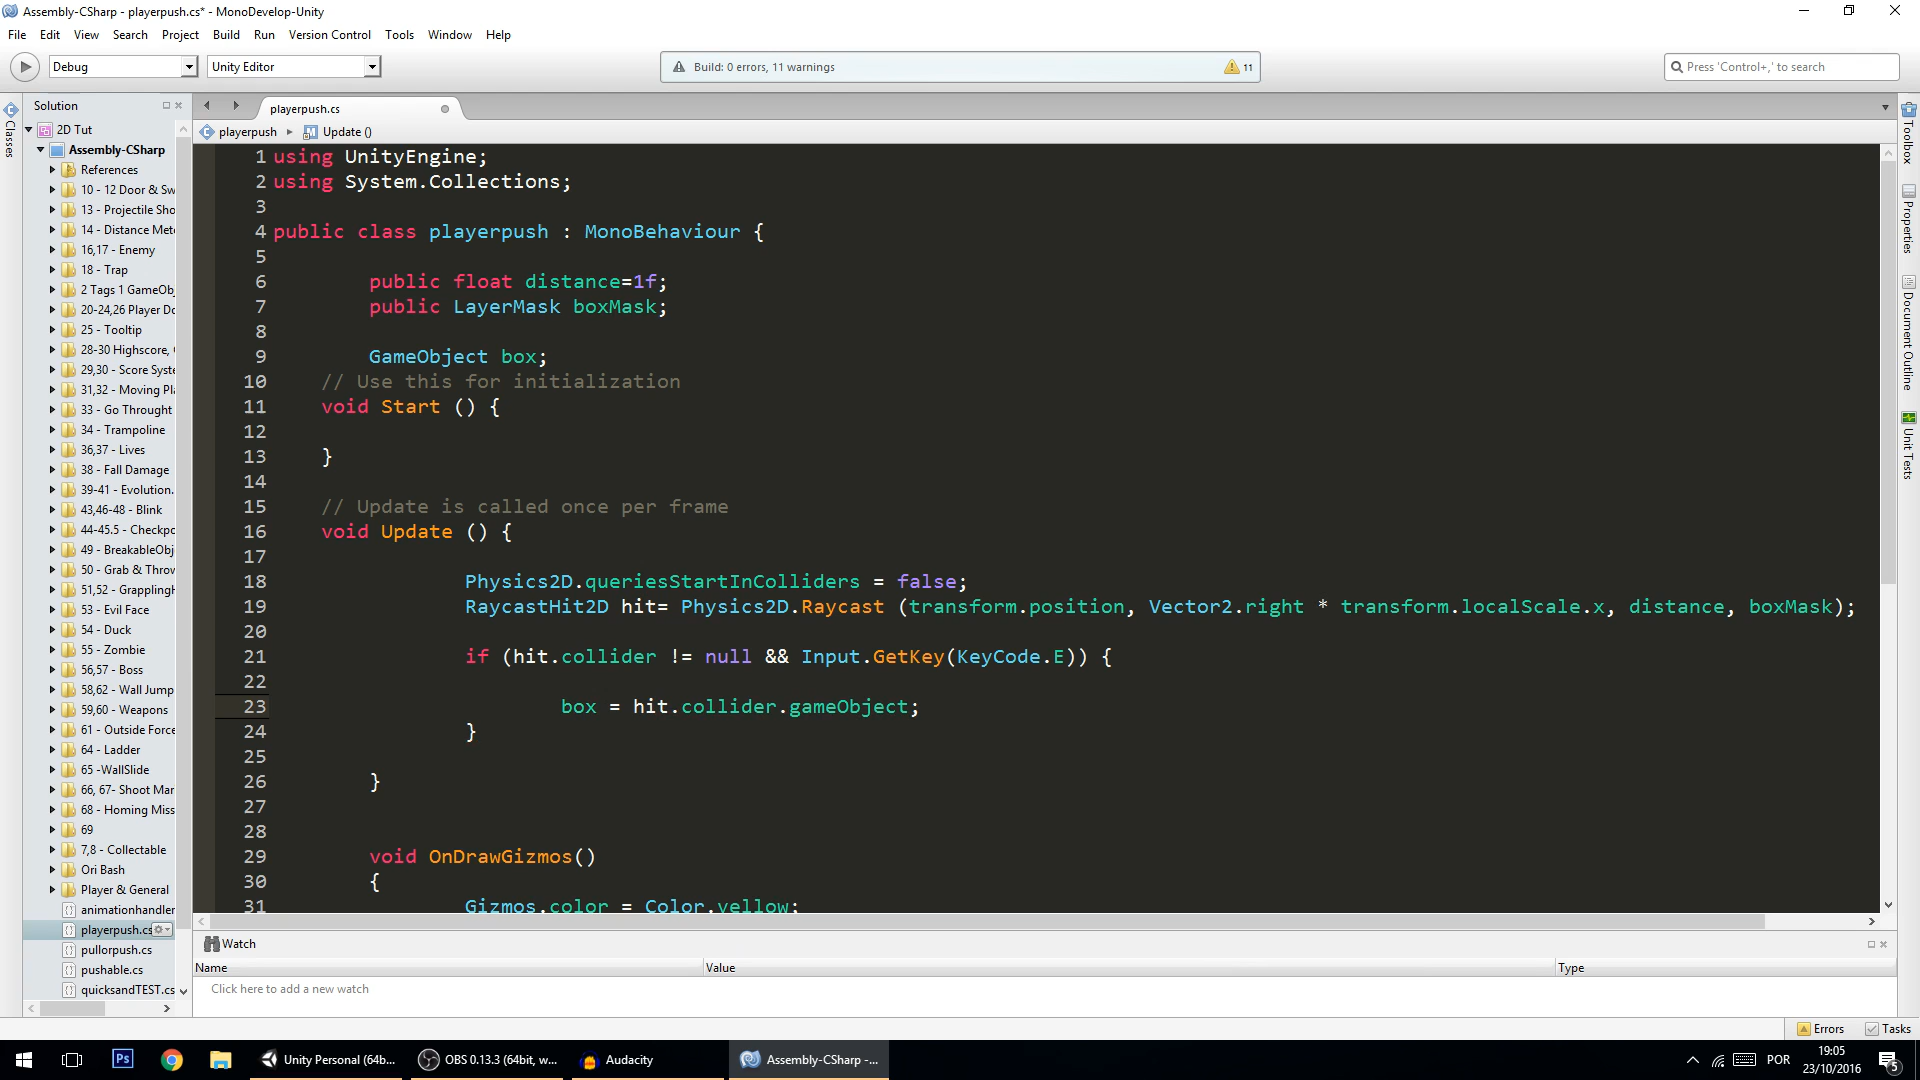 Assembly-CSharp - playerpush.cs* - MonoDevelop-Unity
File Edit View Search Project Build Run Version Control Tools Window Help
Debug Unity Editor Build: 0 errors, 11 warnings 11 Press 'Control+,' to search
Classes
Solution
2D Tut
Assembly-CSharp
References
10 - 12 Door & Sw
13 - Projectile Sho
14 - Distance Met
16,17 - Enemy
18 - Trap
2 Tags 1 GameObj
20-24,26 Player Do
25 - Tooltip
28-30 Highscore, 
29,30 - Score Syst
31,32 - Moving Pl
33 - Go Throught
34 - Trampoline
36,37 - Lives
38 - Fall Damage
39-41 - Evolution.
43,46-48 - Blink
44-45.5 - Checkpo
49 - BreakableObj
50 - Grab & Throw
51,52 - GrapplingH
53 - Evil Face
54 - Duck
55 - Zombie
56,57 - Boss
58,62 - Wall Jump
59,60 - Weapons
61 - Outside Force
64 - Ladder
65 -WallSlide
66, 67- Shoot Mar
68 - Homing Miss
69
7,8 - Collectable
Ori Bash
Player & General
animationhandler
playerpush.cs
pullorpush.cs
pushable.cs
quicksandTEST.cs
playerpush.cs
playerpush Update ()
1 using UnityEngine;
2 using System.Collections;
3
4 public class playerpush : MonoBehaviour {
5
6 public float distance=1f;
7 public LayerMask boxMask;
8
9 GameObject box;
10 // Use this for initialization
11 void Start () {
12
13 }
14
15 // Update is called once per frame
16 void Update () {
17
18 Physics2D.queriesStartInColliders = false;
19 RaycastHit2D hit= Physics2D.Raycast (transform.position, Vector2.right * transform.localScale.x, distance, boxMask);
20
21 if (hit.collider != null && Input.GetKey(KeyCode.E)) {
22
23 box = hit.collider.gameObject;
24 }
25
26 }
27
28
29 void OnDrawGizmos()
30 {
31 Gizmos.color = Color.yellow;
Toolbox
Properties
Document Outline
Unit Tests
Watch
Name Value Type
Click here to add a new watch
Errors Tasks
Ps Unity Personal (64b... OBS 0.13.3 (64bit, w... Audacity Assembly-CSharp -... POR 19:05
23/10/2016 5